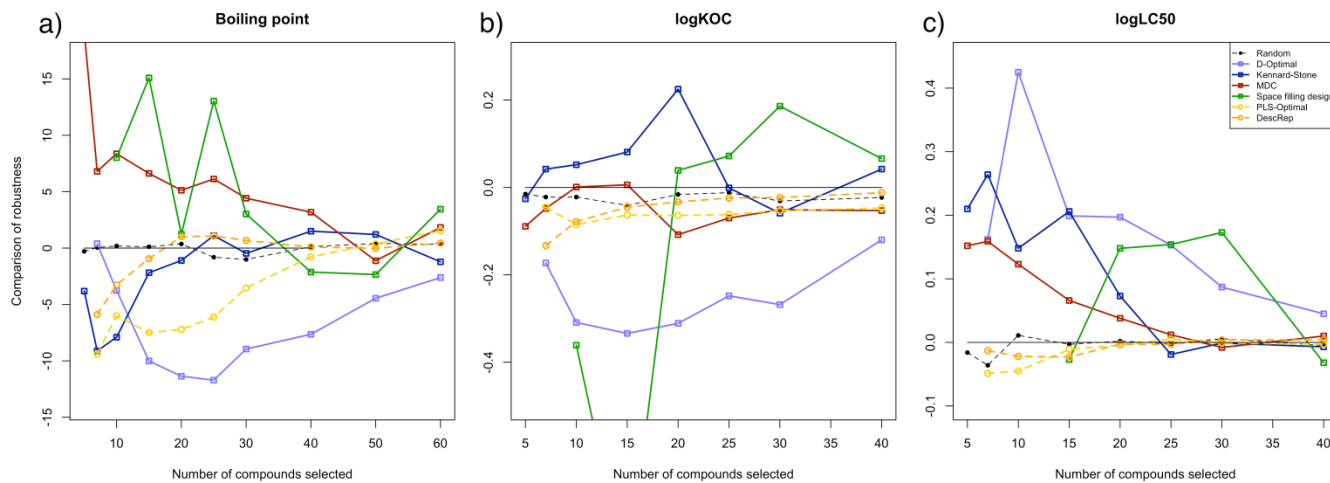 a)
Boiling point
Comparison of robustness
15
10
5
0
-5
-10
-15
10
20
30
40
50
60
Number of compounds selected
b)
logKOC
0.2
0.0
-0.2
-0.4
5
10
15
20
25
30
35
40
Number of compounds selected
c)
logLC50
0.4
0.3
0.2
0.1
0.0
-0.1
5
10
15
20
25
30
35
40
Number of compounds selected
Random
D-Optimal
Kennard-Stone
MDC
Space filling design
PLS-Optimal
DescRep